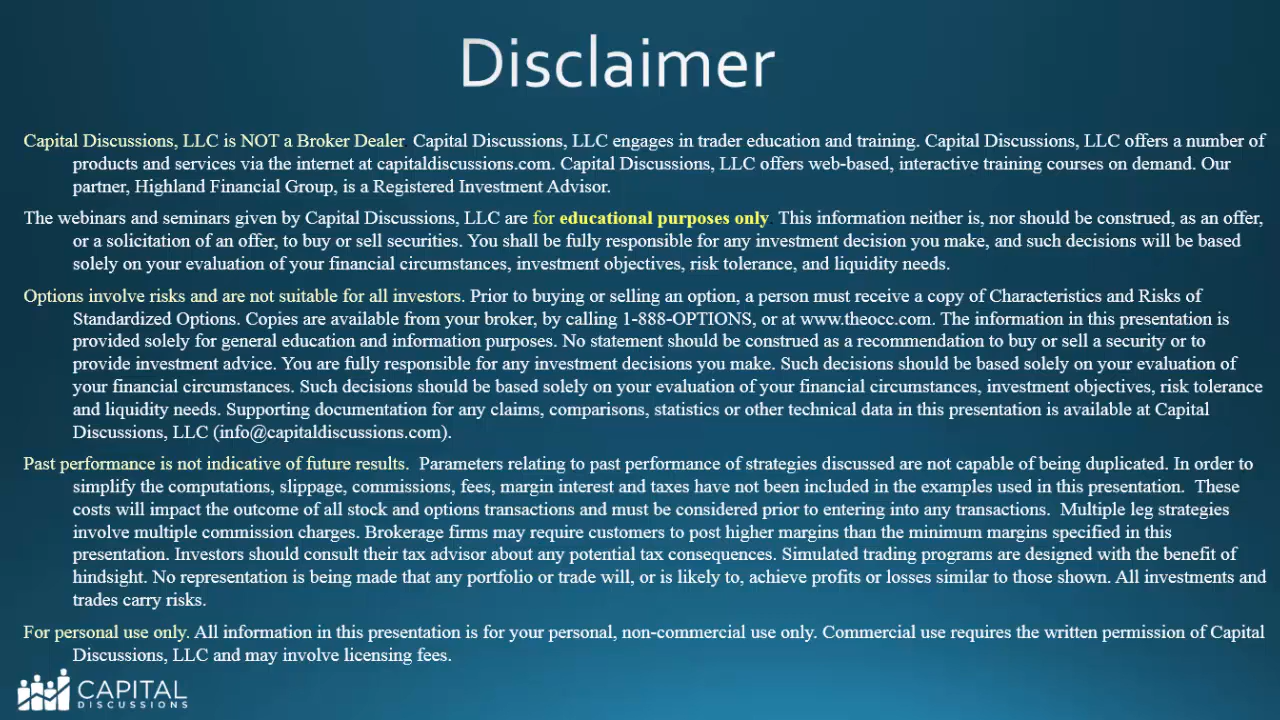 Disclaimer
Capital Discussions, LLC is NOT a Broker Dealer. Capital Discussions, LLC engages in trader education and training. Capital Discussions, LLC offers a number of
products and services via the internet at capitaldiscussions.com. Capital Discussions, LLC offers web-based, interactive training courses on demand. Our
partner, Highland Financial Group, is a Registered Investment Advisor.
The webinars and seminars given by Capital Discussions, LLC are for educational purposes only. This information neither is, nor should be construed, as an offer,
or a solicitation of an offer, to buy or sell securities. You shall be fully responsible for any investment decision you make, and such decisions will be based
solely on your evaluation of your financial circumstances, investment objectives, risk tolerance, and liquidity needs.
Options involve risks and are not suitable for all investors. Prior to buying or selling an option, a person must receive a copy of Characteristics and Risks of
Standardized Options. Copies are available from your broker, by calling 1-888-OPTIONS, or at www.theocc.com. The information in this presentation is
provided solely for general education and information purposes. No statement should be construed as a recommendation to buy or sell a security or to
provide investment advice. You are fully responsible for any investment decisions you make. Such decisions should be based solely on your evaluation of
your financial circumstances. Such decisions should be based solely on your evaluation of your financial circumstances, investment objectives, risk tolerance
and liquidity needs. Supporting documentation for any claims, comparisons, statistics or other technical data in this presentation is available at Capital
Discussions, LLC (info@capitaldiscussions.com).
Past performance is not indicative of future results. Parameters relating to past performance of strategies discussed are not capable of being duplicated. In order to
simplify the computations, slippage, commissions, fees, margin interest and taxes have not been included in the examples used in this presentation. These
costs will impact the outcome of all stock and options transactions and must be considered prior to entering into any transactions. Multiple leg strategies
involve multiple commission charges. Brokerage firms may require customers to post higher margins than the minimum margins specified in this
presentation. Investors should consult their tax advisor about any potential tax consequences. Simulated trading programs are designed with the benefit of
hindsight. No representation is being made that any portfolio or trade will, or is likely to, achieve profits or losses similar to those shown. All investments and
trades carry risks.
For personal use only. All information in this presentation is for your personal, non-commercial use only. Commercial use requires the written permission of Capital
Discussions, LLC and may involve licensing fees.
CAPITAL
DISCUSSIONS